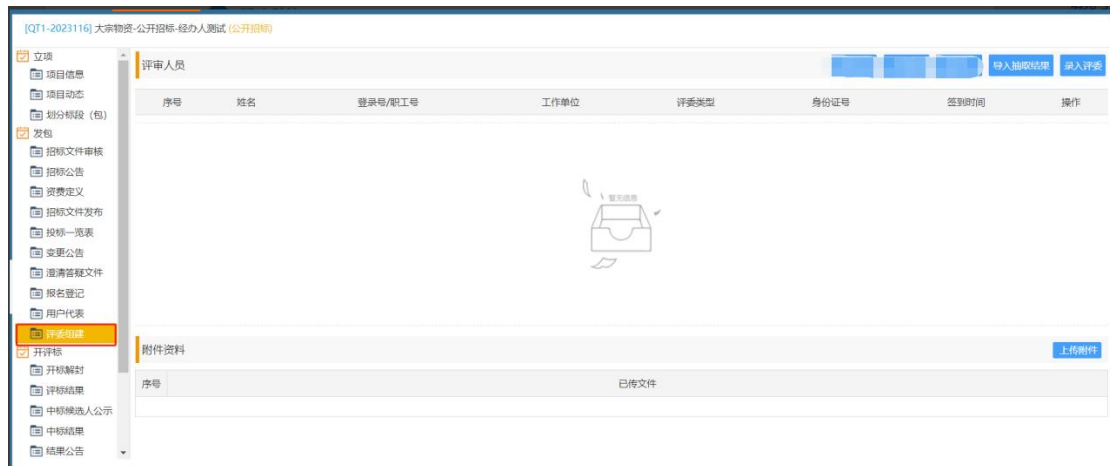 [QT1-2023116] 大宗物资-公开招标-经办人测试 (公开招标)
立项
项目信息
项目动态
划分标段（包）
发包
招标文件审核
招标公告
资费定义
招标文件发布
投标一览表
变更公告
澄清答疑文件
报名登记
用户代表
评委组建
开评标
开标解封
评标结果
中标候选人公示
中标结果
结果公告
评审人员
导入抽取结果 录入评委
序号 姓名 登录号/职工号 工作单位 评委类型 身份证号 签到时间 操作
暂无信息
附件资料
上传附件
序号 已传文件